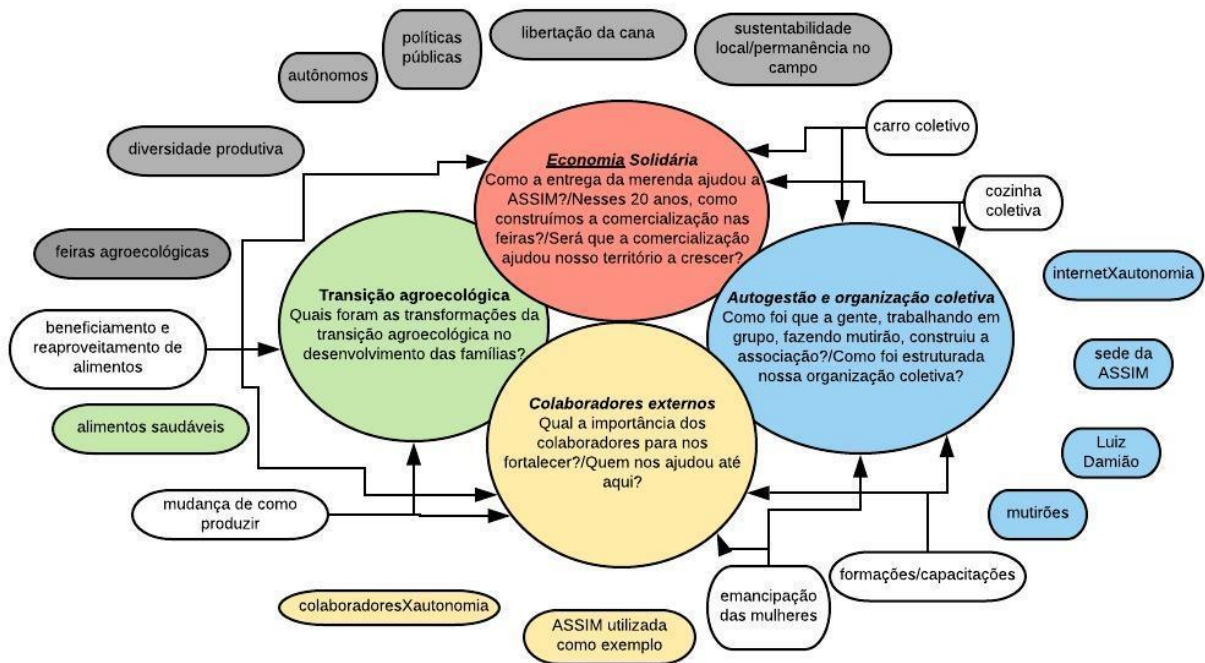 políticas
públicas
libertação da cana
sustentabilidade
local/permanência no
campo
autônomos
diversidade produtiva
carro coletivo
cozinha
coletiva
Economia Solidária
Como a entrega da merenda ajudou a
ASSIM?/Nesses 20 anos, como
construímos a comercialização nas
feiras?/Será que a comercialização
ajudou nosso território a crescer?
feiras agroecológicas
internetXautonomia
Transição agroecológica
Quais foram as transformações da
transição agroecológica no
desenvolvimento das famílias?
Autogestão e organização coletiva
Como foi que a gente, trabalhando em
grupo, fazendo mutirão, construiu a
associação?/Como foi estruturada
nossa organização coletiva?
beneficiamento e
reaproveitamento de
alimentos
sede da
ASSIM
alimentos saudáveis
Colaboradores externos
Qual a importância dos
colaboradores para nos
fortalecer?/Quem nos ajudou até
aqui?
Luiz
Damião
mudança de como
produzir
mutirões
formações/capacitações
emancipação
das mulheres
colaboradoresXautonomia
ASSIM utilizada
como exemplo